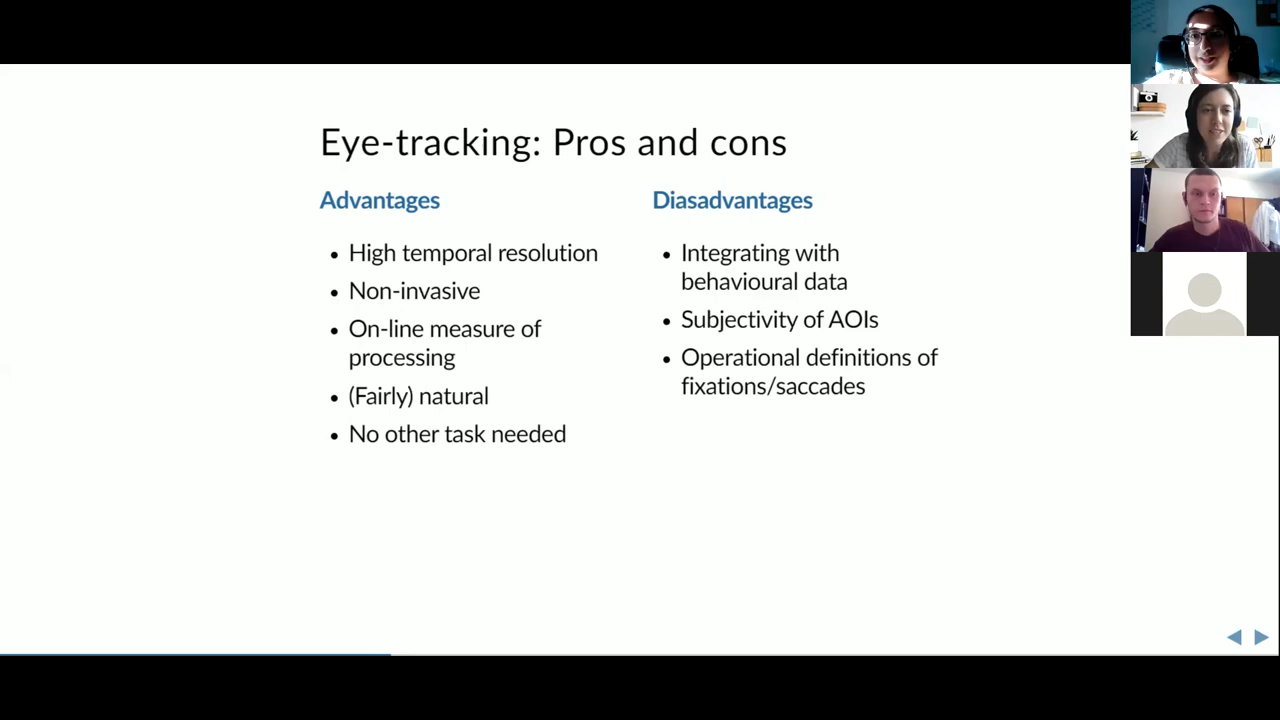 Eye-tracking: Pros and cons
Advantages
• High temporal resolution
• Non-invasive
• On-line measure of
processing
• (Fairly) natural
• No other task needed
Diasadvantages
• Integrating with
behavioural data
• Subjectivity of AOIs
• Operational definitions of
fixations/saccades